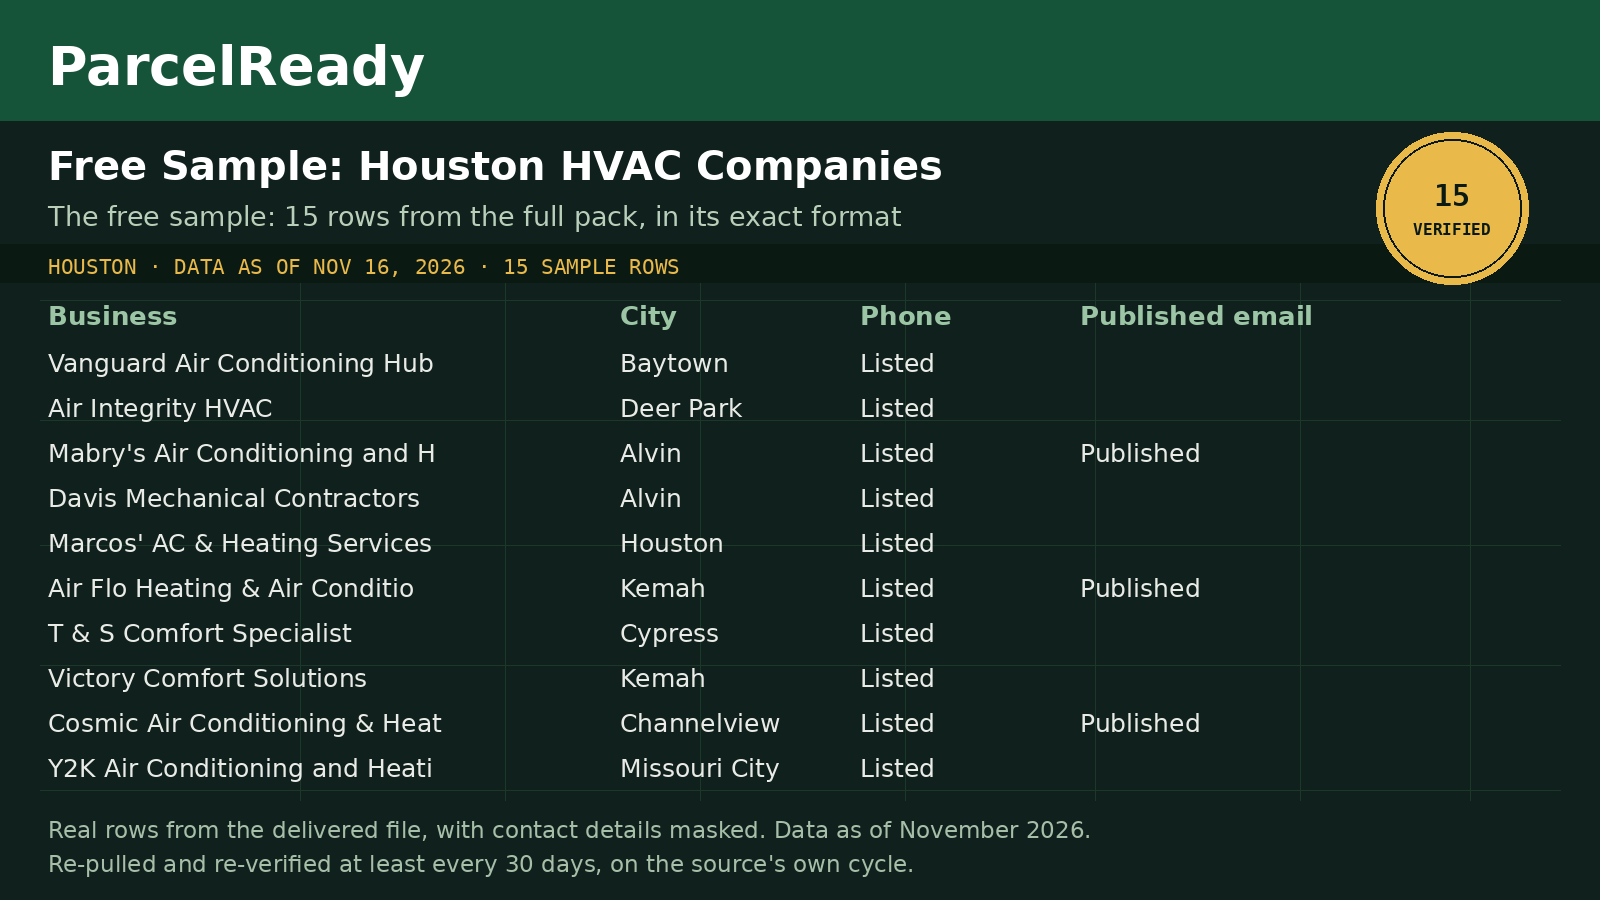 ParcelReady
Free Sample: Houston HVAC Companies
The free sample: 15 rows from the full pack, in its exact format
15
VERIFIED
HOUSTON · DATA AS OF NOV 16, 2026 · 15 SAMPLE ROWS
Business City Phone Published email
Vanguard Air Conditioning Hub Baytown Listed
Air Integrity HVAC Deer Park Listed
Mabry's Air Conditioning and H Alvin Listed Published
Davis Mechanical Contractors Alvin Listed
Marcos' AC & Heating Services Houston Listed
Air Flo Heating & Air Conditio Kemah Listed Published
T & S Comfort Specialist Cypress Listed
Victory Comfort Solutions Kemah Listed
Cosmic Air Conditioning & Heat Channelview Listed Published
Y2K Air Conditioning and Heati Missouri City Listed
Real rows from the delivered file, with contact details masked. Data as of November 2026.
Re-pulled and re-verified at least every 30 days, on the source's own cycle.